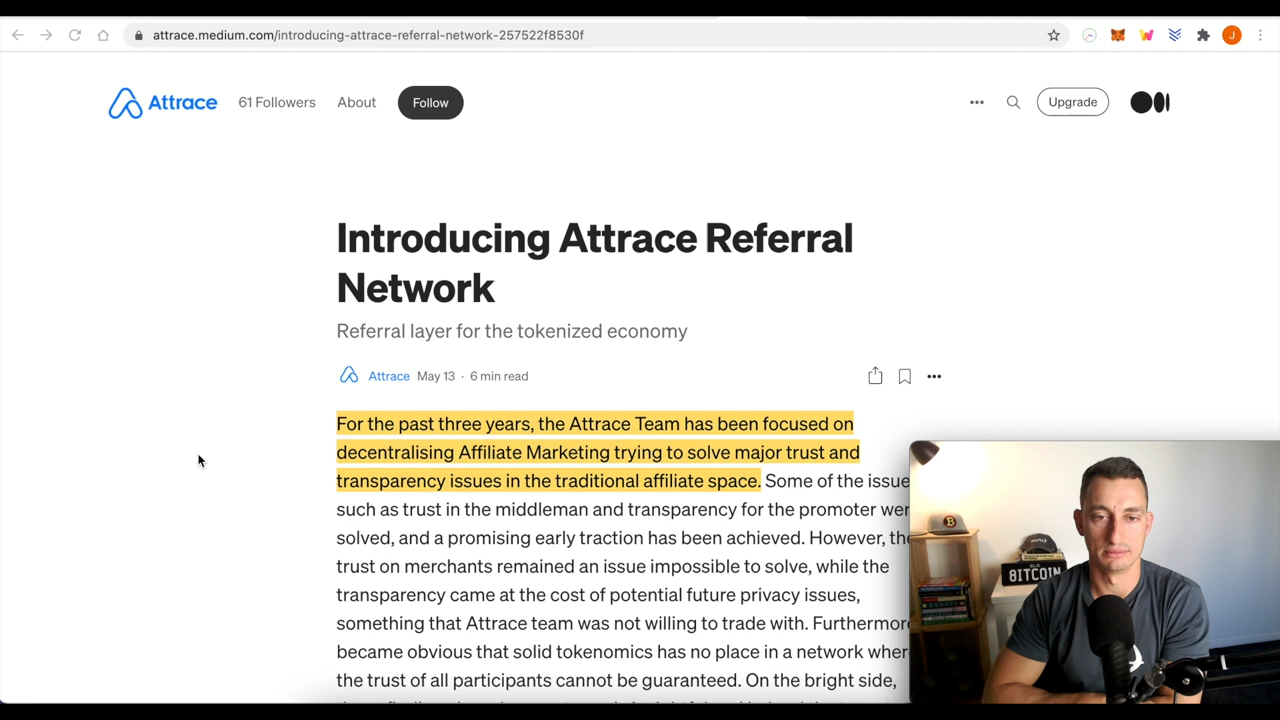 attrace.medium.com/introducing-attrace-referral-network-257522f8530f
J
Attrace
61 Followers
About
Follow
Upgrade
Introducing Attrace Referral
Network
Referral layer for the tokenized economy
Attrace May 13 · 6 min read
For the past three years, the Attrace Team has been focused on
decentralising Affiliate Marketing trying to solve major trust and
transparency issues in the traditional affiliate space. Some of the issue
such as trust in the middleman and transparency for the promoter wer
solved, and a promising early traction has been achieved. However, the
trust on merchants remained an issue impossible to solve, while the
transparency came at the cost of potential future privacy issues,
something that Attrace team was not willing to trade with. Furthermore
became obvious that solid tokenomics has no place in a network wher
the trust of all participants cannot be guaranteed. On the bright side,
8ITCOIN